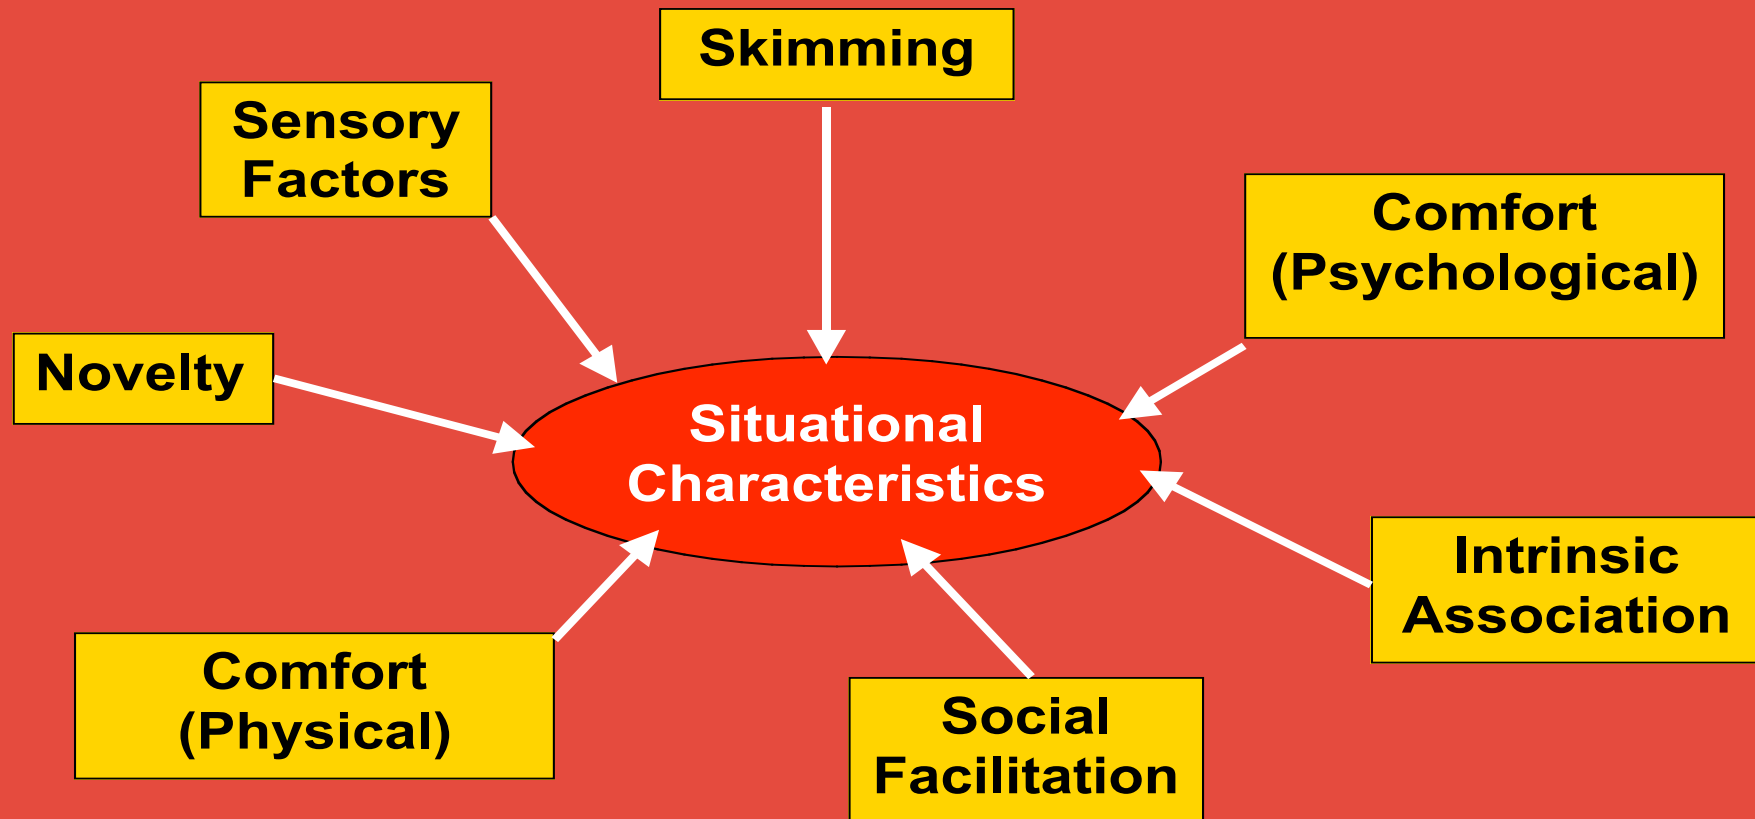 Skimming
Sensory
Factors
Comfort
(Psychological)
Novelty
Situational
Characteristics
Intrinsic
Association
Comfort
(Physical)
Social
Facilitation